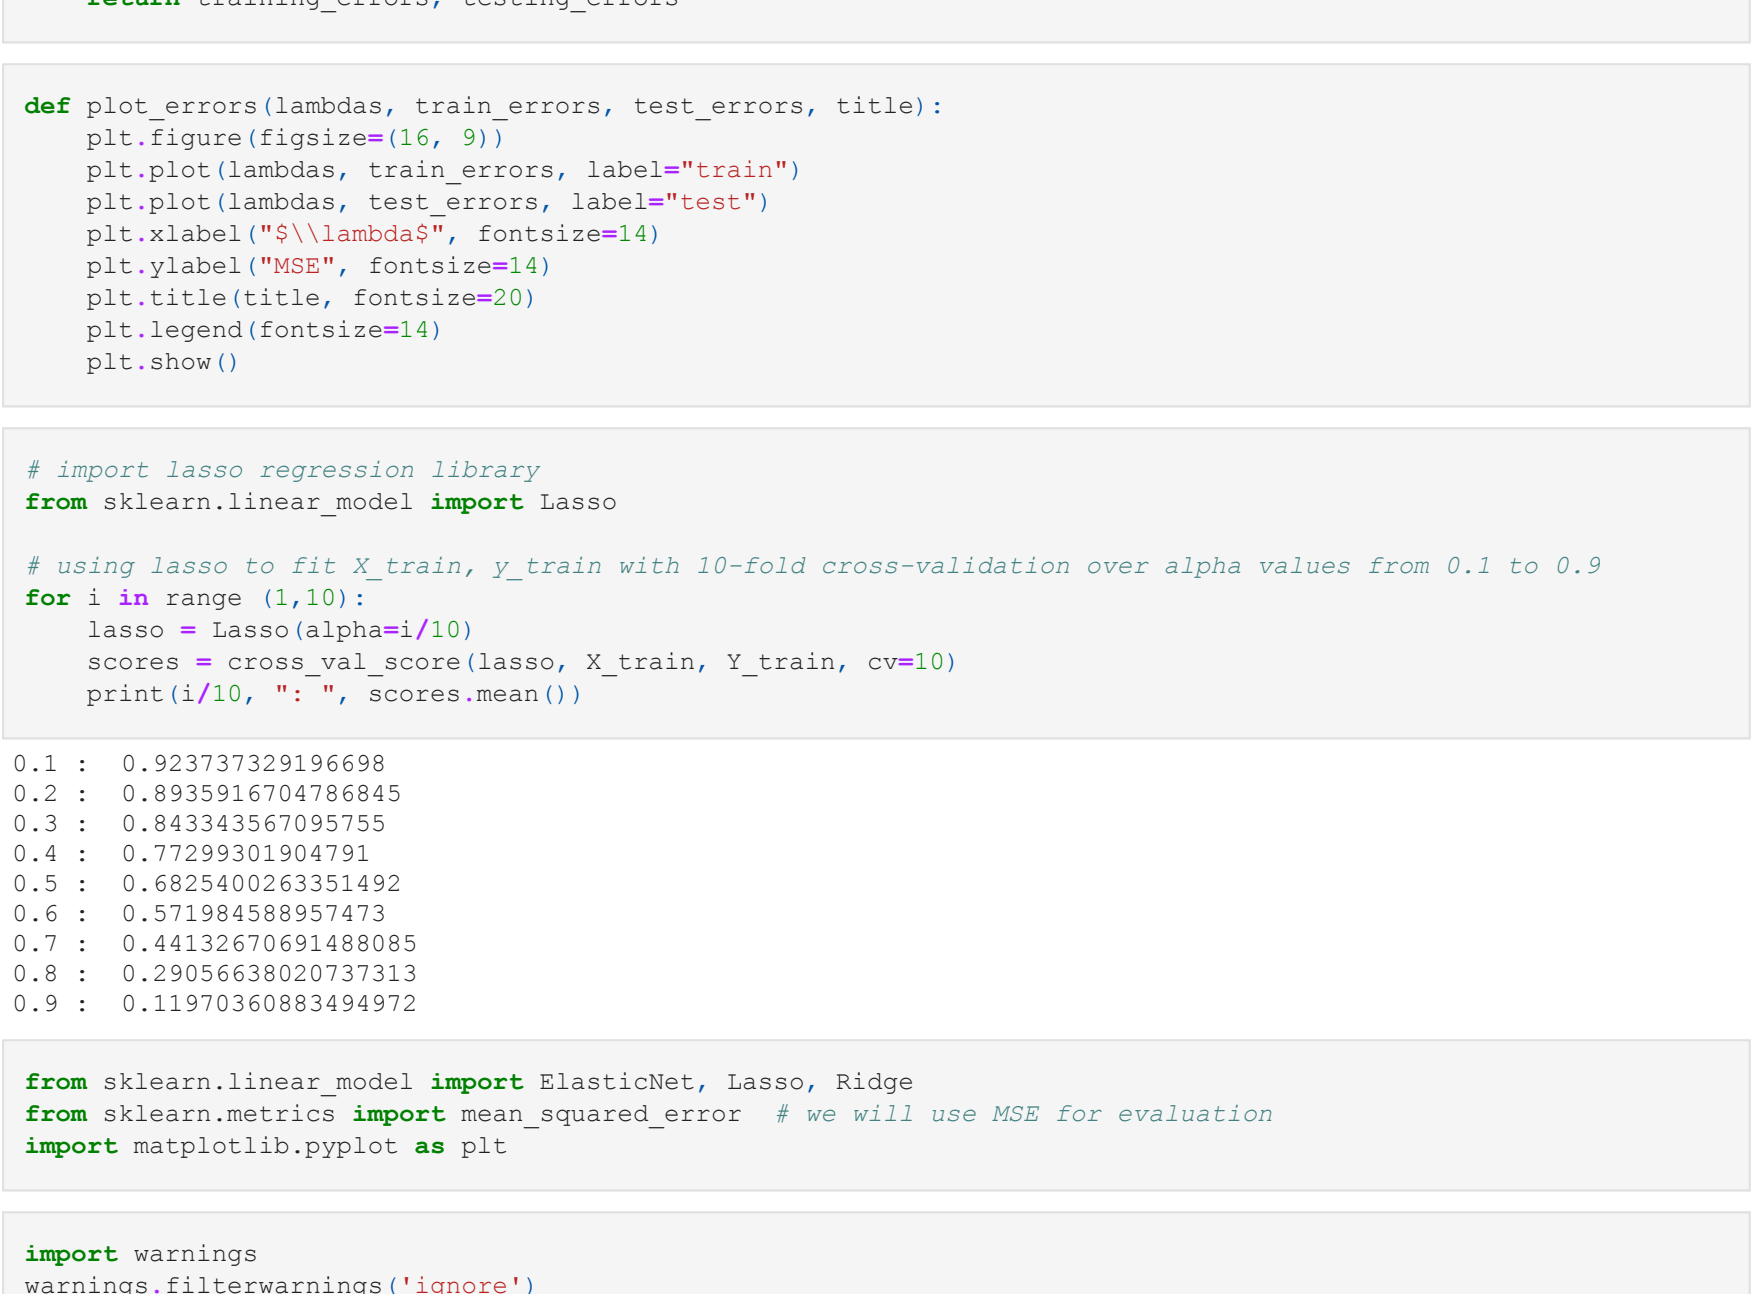 return training_errors, testing_errors
def plot_errors(lambdas, train_errors, test_errors, title):
    plt.figure(figsize=(16, 9))
    plt.plot(lambdas, train_errors, label="train")
    plt.plot(lambdas, test_errors, label="test")
    plt.xlabel("$\\lambda$", fontsize=14)
    plt.ylabel("MSE", fontsize=14)
    plt.title(title, fontsize=20)
    plt.legend(fontsize=14)
    plt.show()
# import lasso regression library
from sklearn.linear_model import Lasso
# using lasso to fit X_train, y_train with 10-fold cross-validation over alpha values from 0.1 to 0.9
for i in range (1,10):
    lasso = Lasso(alpha=i/10)
    scores = cross_val_score(lasso, X_train, Y_train, cv=10)
    print(i/10, ": ", scores.mean())
0.1 :  0.923737329196698
0.2 :  0.8935916704786845
0.3 :  0.843343567095755
0.4 :  0.77299301904791
0.5 :  0.6825400263351492
0.6 :  0.571984588957473
0.7 :  0.44132670691488085
0.8 :  0.29056638020737313
0.9 :  0.11970360883494972
from sklearn.linear_model import ElasticNet, Lasso, Ridge
from sklearn.metrics import mean_squared_error  # we will use MSE for evaluation
import matplotlib.pyplot as plt
import warnings
warnings.filterwarnings('ignore')